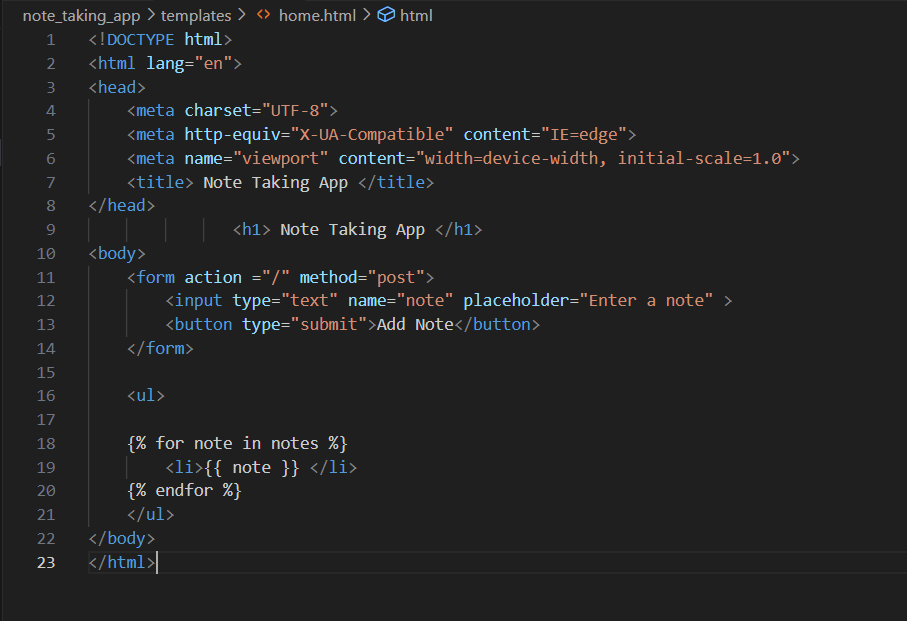 note_taking_app > templates > <> home.html > html
1 <!DOCTYPE html>
2 <html lang="en">
3 <head>
4     <meta charset="UTF-8">
5     <meta http-equiv="X-UA-Compatible" content="IE=edge">
6     <meta name="viewport" content="width=device-width, initial-scale=1.0">
7     <title> Note Taking App </title>
8 </head>
9                <h1> Note Taking App </h1>
10 <body>
11     <form action ="/" method="post">
12         <input type="text" name="note" placeholder="Enter a note" >
13         <button type="submit">Add Note</button>
14     </form>
15
16     <ul>
17
18     {% for note in notes %}
19         <li>{{ note }} </li>
20     {% endfor %}
21     </ul>
22 </body>
23 </html>